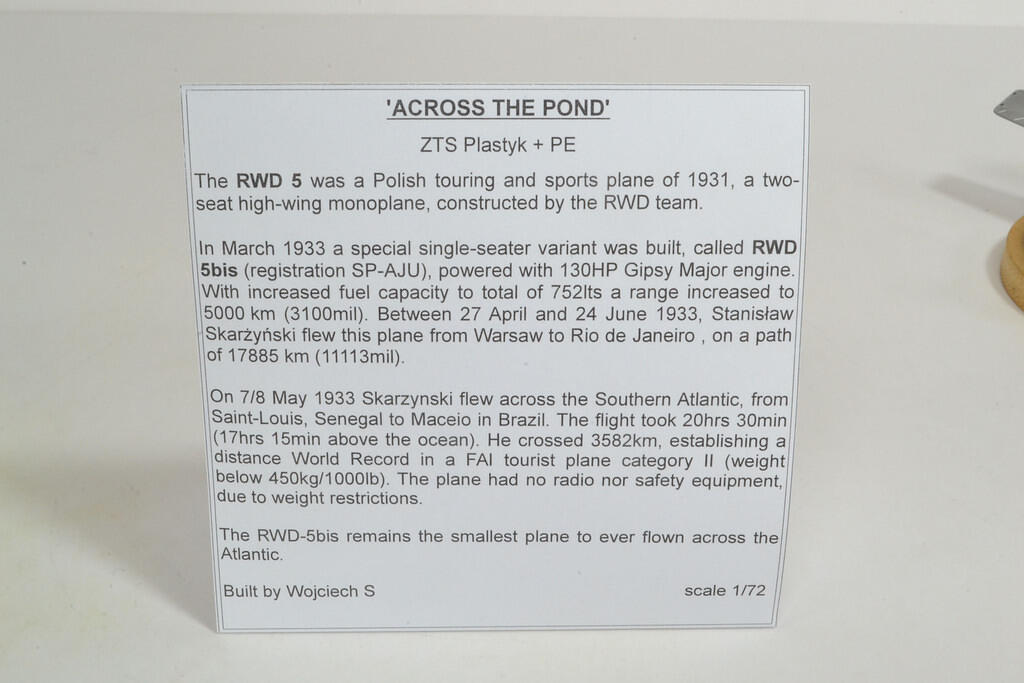 'ACROSS THE POND'
ZTS Plastyk + PE
The RWD 5 was a Polish touring and sports plane of 1931, a two-
seat high-wing monoplane, constructed by the RWD team.
In March 1933 a special single-seater variant was built, called RWD
5bis (registration SP-AJU), powered with 130HP Gipsy Major engine.
With increased fuel capacity to total of 752lts a range increased to
5000 km (3100mil). Between 27 April and 24 June 1933, Stanisław
Skarżyński flew this plane from Warsaw to Rio de Janeiro , on a path
of 17885 km (11113mil).
On 7/8 May 1933 Skarzynski flew across the Southern Atlantic, from
Saint-Louis, Senegal to Maceio in Brazil. The flight took 20hrs 30min
(17hrs 15min above the ocean). He crossed 3582km, establishing a
distance World Record in a FAI tourist plane category II (weight
below 450kg/1000lb). The plane had no radio nor safety equipment,
due to weight restrictions.
The RWD-5bis remains the smallest plane to ever flown across the
Atlantic.
Built by Wojciech S scale 1/72